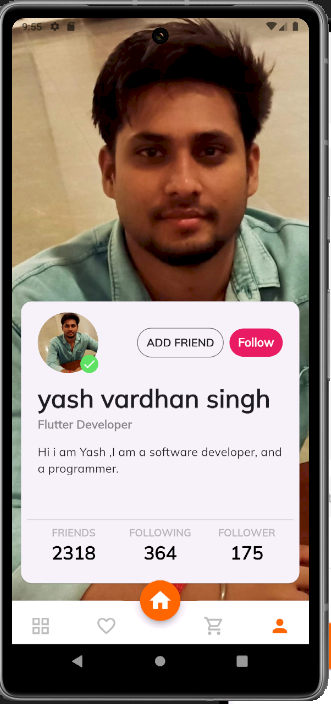 9:55
ADD FRIEND
Follow
yash vardhan singh
Flutter Developer
Hi i am Yash ,I am a software developer, and
a programmer.
FRIENDS FOLLOWING FOLLOWER
2318 364 175